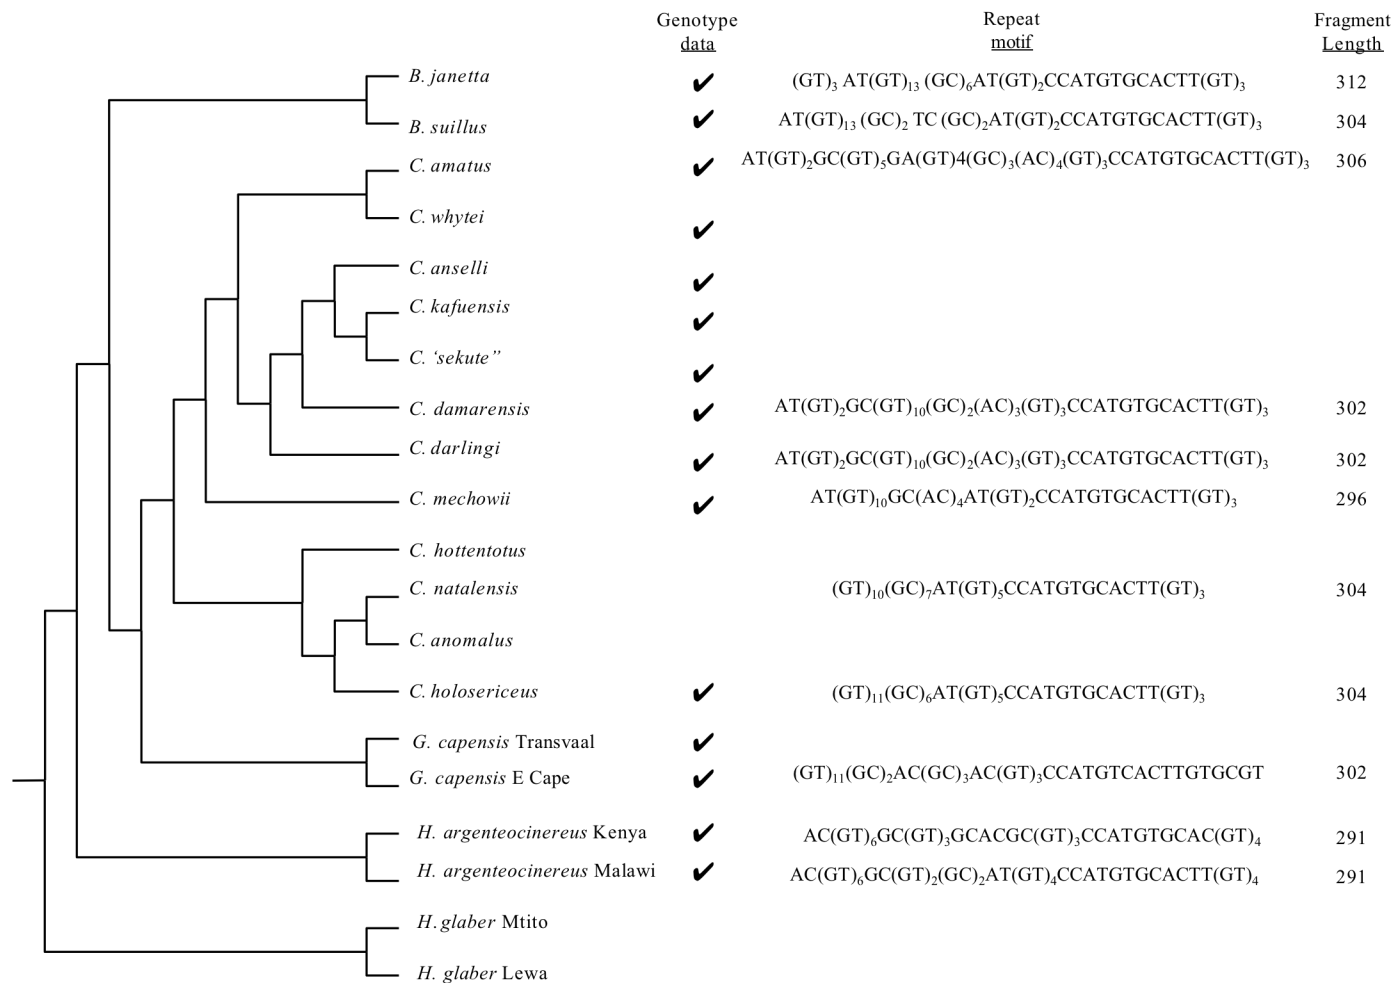 Genotype data Repeat motif Fragment Length
B. janetta ✔ (GT)₃ AT(GT)₁₃ (GC)₆AT(GT)₂CCATGTGCACTT(GT)₃ 312
B. suillus ✔ AT(GT)₁₃ (GC)₂ TC (GC)₂AT(GT)₂CCATGTGCACTT(GT)₃ 304
C. amatus ✔ AT(GT)₂GC(GT)₅GA(GT)4(GC)₃(AC)₄(GT)₃CCATGTGCACTT(GT)₃ 306
C. whytei ✔
C. anselli ✔
C. kafuensis ✔
C. ‘sekute” ✔
C. damarensis ✔ AT(GT)₂GC(GT)₁₀(GC)₂(AC)₃(GT)₃CCATGTGCACTT(GT)₃ 302
C. darlingi ✔ AT(GT)₂GC(GT)₁₀(GC)₂(AC)₃(GT)₃CCATGTGCACTT(GT)₃ 302
C. mechowii ✔ AT(GT)₁₀GC(AC)₄AT(GT)₂CCATGTGCACTT(GT)₃ 296
C. hottentotus
C. natalensis (GT)₁₀(GC)₇AT(GT)₅CCATGTGCACTT(GT)₃ 304
C. anomalus
C. holosericeus ✔ (GT)₁₁(GC)₆AT(GT)₅CCATGTGCACTT(GT)₃ 304
G. capensis Transvaal ✔
G. capensis E Cape ✔ (GT)₁₁(GC)₂AC(GC)₃AC(GT)₃CCATGTCACTTGTGCGT 302
H. argenteocinereus Kenya ✔ AC(GT)₆GC(GT)₃GCACGC(GT)₃CCATGTGCAC(GT)₄ 291
H. argenteocinereus Malawi ✔ AC(GT)₆GC(GT)₂(GC)₂AT(GT)₄CCATGTGCACTT(GT)₄ 291
H. glaber Mtito
H. glaber Lewa